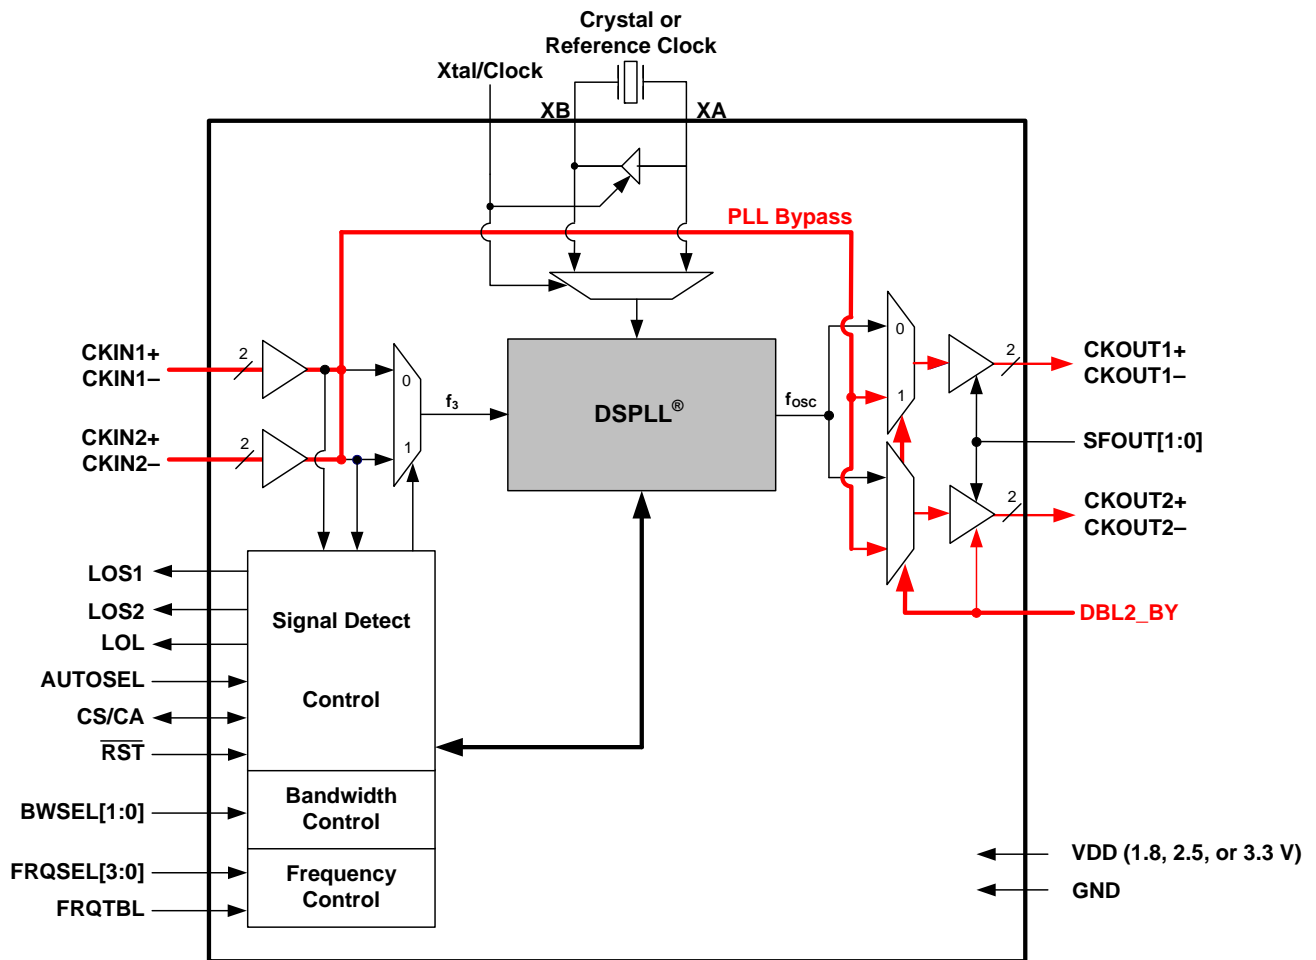 Crystal or
Reference Clock
Xtal/Clock
XB
XA
PLL Bypass
CKIN1+
CKIN1–
2
CKIN2+
CKIN2–
2
0
1
f3
DSPLL®
fOSC
0
1
2
CKOUT1+
CKOUT1–
SFOUT[1:0]
2
CKOUT2+
CKOUT2–
DBL2_BY
LOS1
LOS2
LOL
AUTOSEL
CS/CA
RST
BWSEL[1:0]
FRQSEL[3:0]
FRQTBL
Signal Detect
Control
Bandwidth
Control
Frequency
Control
VDD (1.8, 2.5, or 3.3 V)
GND